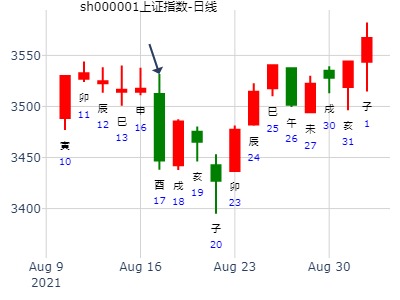 sh000001上证指数-日线
3550
3500
3450
3400
寅
10
卯
11
辰
12
巳
13
申
16
酉
17
戌
18
亥
19
子
20
卯
23
辰
24
巳
25
午
26
未
27
戌
30
亥
31
子
1
Aug 9
2021
Aug 16
Aug 23
Aug 30